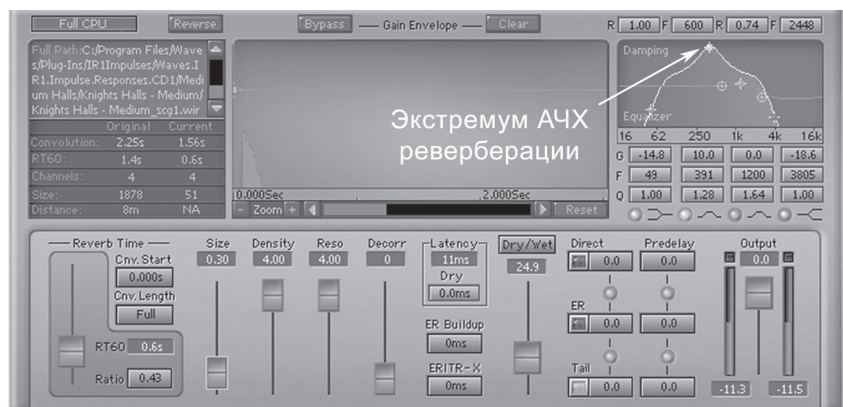 Full CPU Reverse Bypass Gain Envelope Clear R 1.00 F 600 R 0.74 F 2448
Full Path:C:/Program Files/Wave
s/Plug-Ins/IR1Impulses/Waves.I
R1.Impulse.Responses.CD1/Medi
um Halls/Knights Halls - Medium/
Knights Halls - Medium_scg1.wir
Original Current
Convolution: 2.25s 1.56s
RT60: 1.4s 0.6s
Channels: 4 4
Size: 1878 51
Distance: 8m NA
0.000Sec 2.000Sec
- Zoom + Reset
Экстремум АЧХ
реверберации
Damping
Equalizer
16 62 250 1k 4k 16k
G -14.8 10.0 0.0 -18.6
F 49 391 1200 3805
Q 1.00 1.28 1.64 1.00
Reverb Time
Cnv. Start
0.000s
Cnv. Length
Full
RT60 0.6s
Ratio 0.43
Size Density Reso Decorr
0.30 4.00 4.00 0
Latency
11ms
Dry
0.0ms
ER Buildup
0ms
ERITR-X
0ms
Dry/Wet
24.9
Direct Predelay
0.0 0.0
ER
0.0 0.0
Tail
0.0 0.0
Output
0.0
-11.3 -11.5